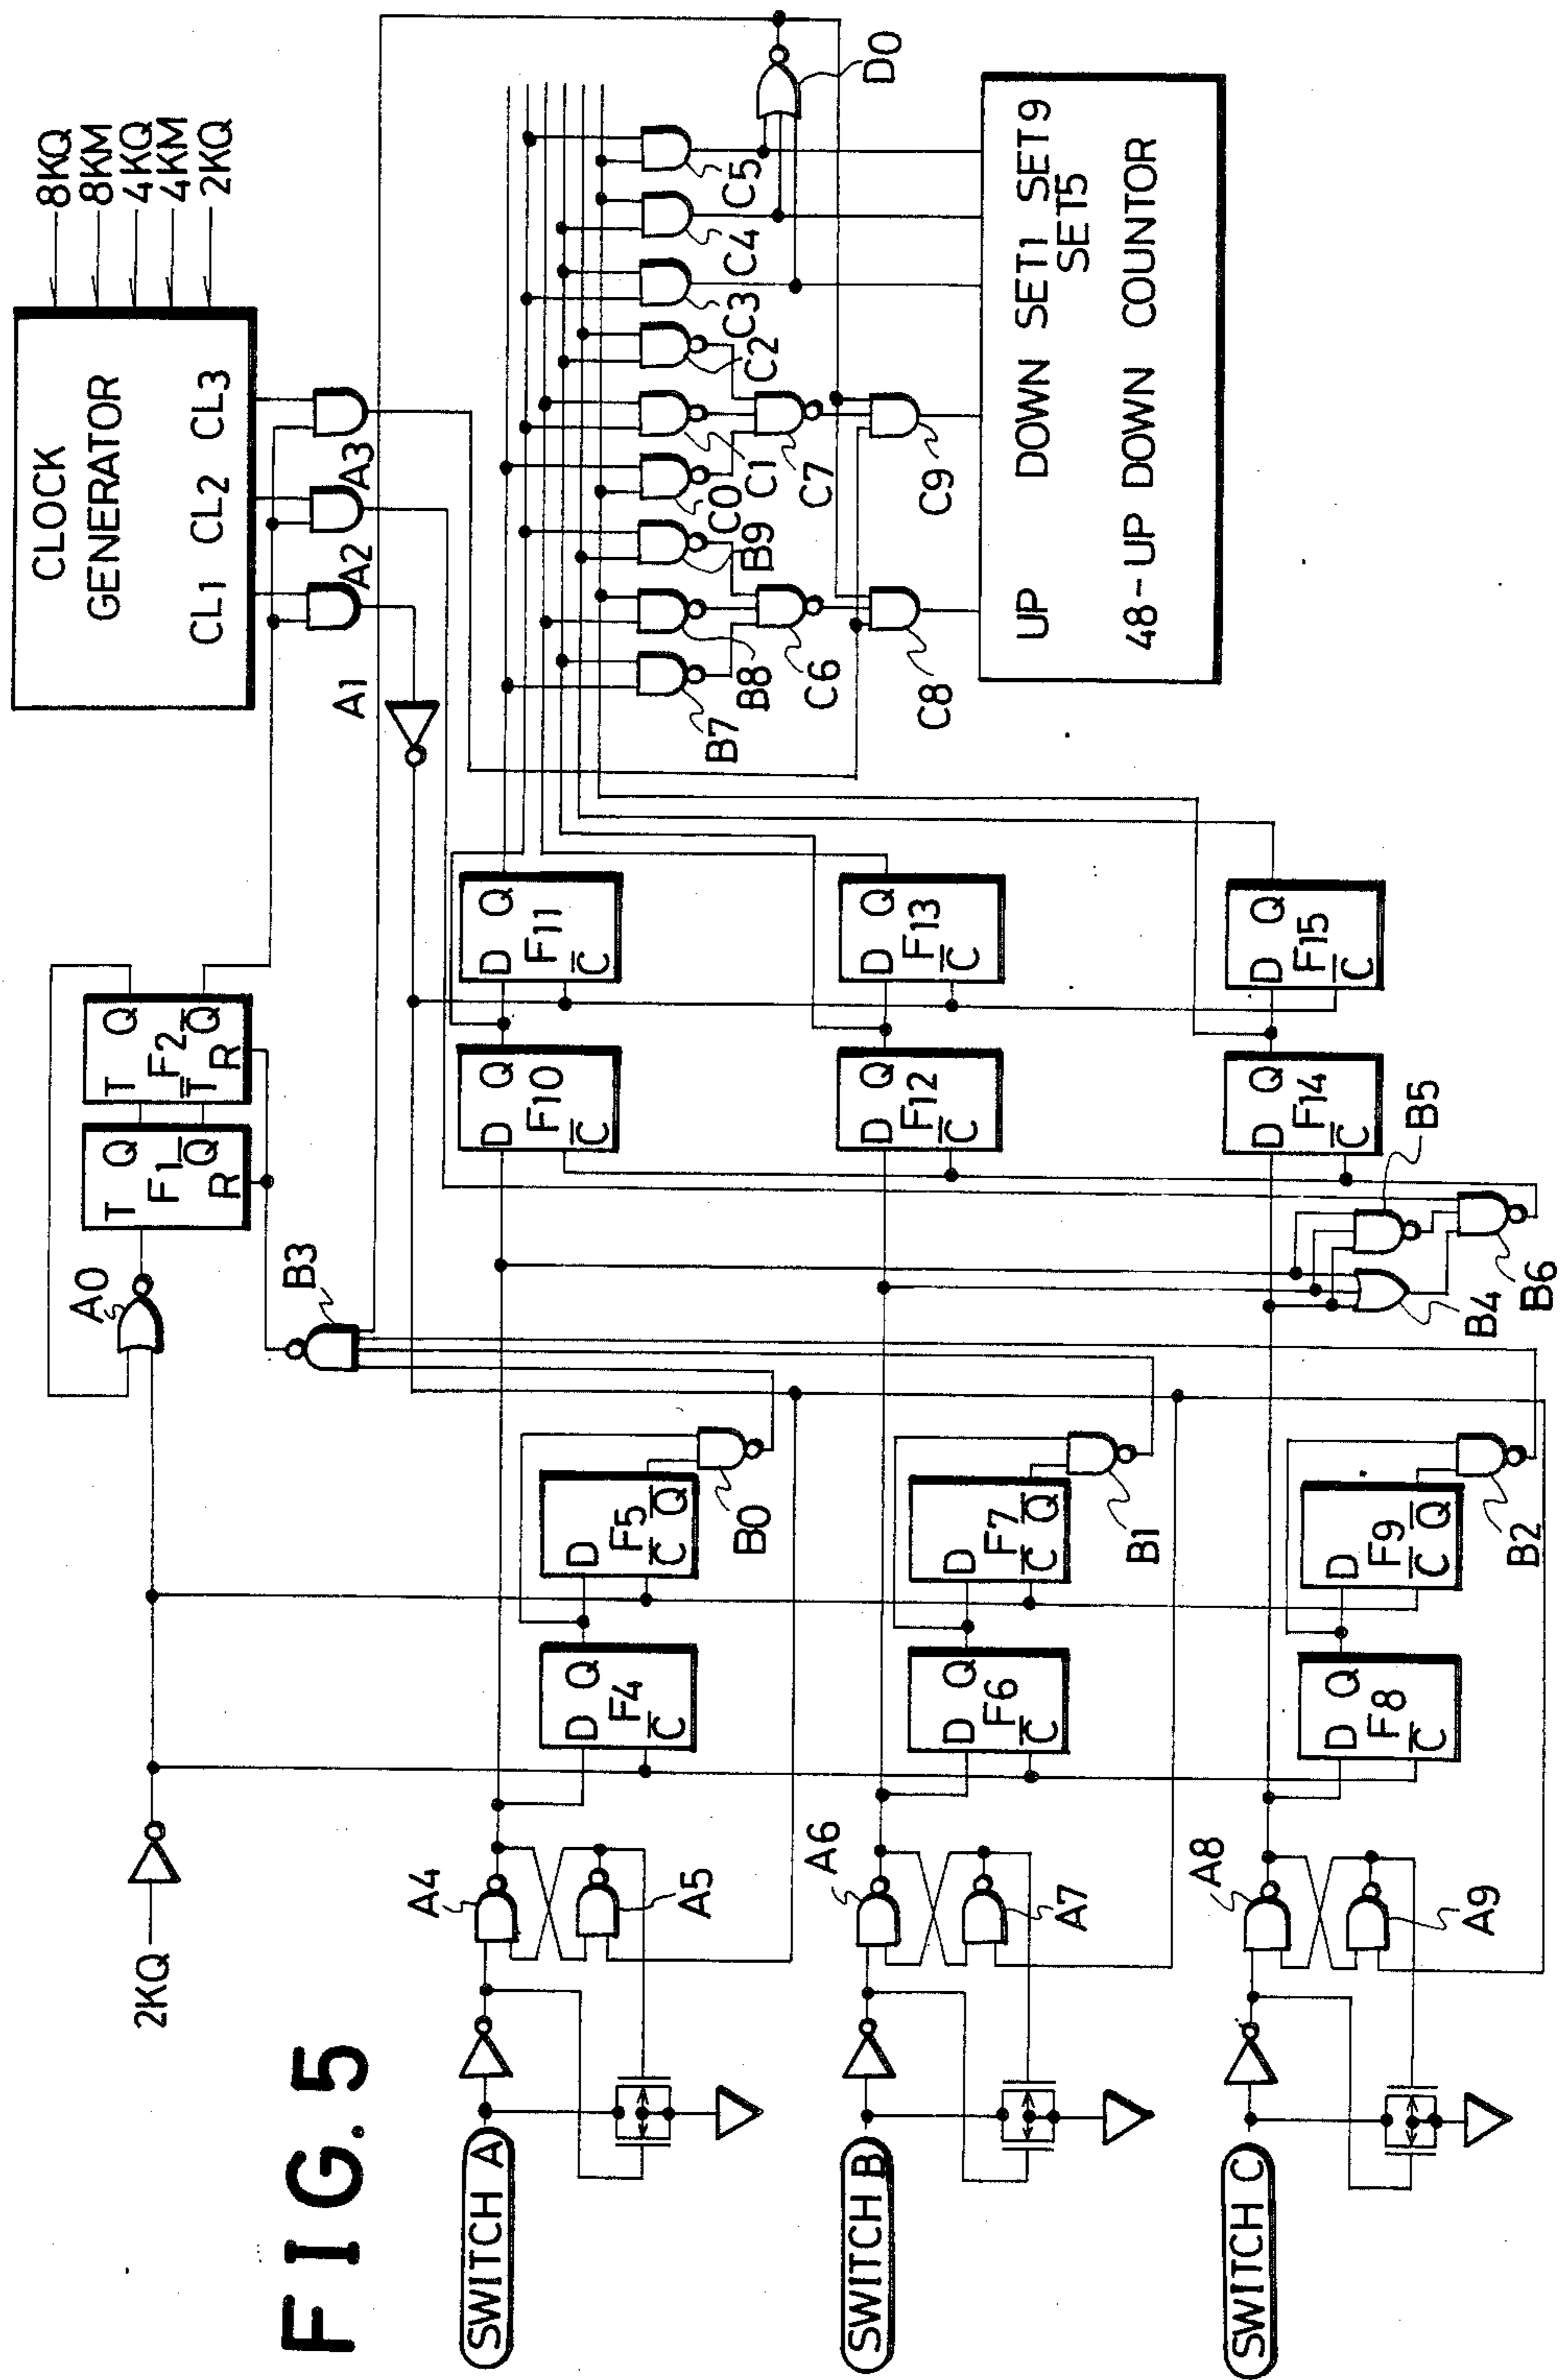 FIG. 5
2KQ
A0
T Q
F1 Q
R
T Q
F2
T Q
R
8KQ
8KM
4KQ
4KM
2KQ
CLOCK
GENERATOR
CL1 CL2 CL3
A1
A2
A3
B3
SWITCH A
A4
A5
D Q
F4
C
D
F5
C Q
B0
D Q
F10
C
D Q
F11
C
SWITCH B
A6
A7
D Q
F6
C
D
F7
C Q
B1
D Q
F12
C
D Q
F13
C
SWITCH C
A8
A9
D Q
F8
C
D
F9
C Q
B2
B4
B5
B6
D Q
F14
C
D Q
F15
C
B7
B8
B9
C0
C1
C2
C3
C4
C5
C6
C7
C8
C9
D0
UP DOWN SET1 SET9
SET5
48-UP DOWN COUNTOR